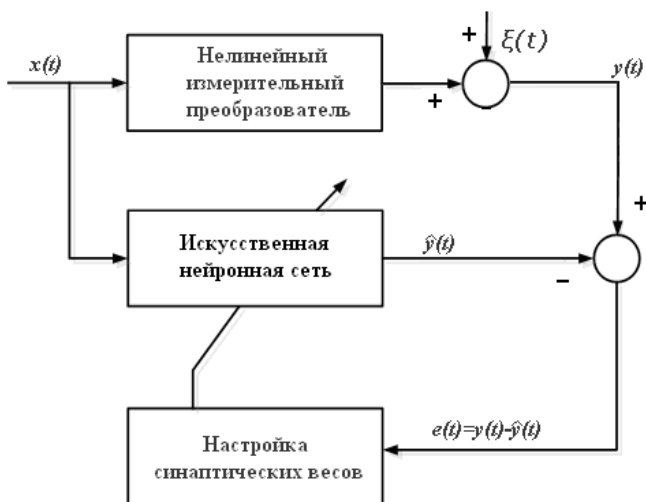 x(t)
Нелинейный
измерительный
преобразователь
+
ξ(t)
+
y(t)
+
Искусственная
нейронная сеть
ŷ(t)
-
Настройка
синаптических весов
e(t)=y(t)-ŷ(t)